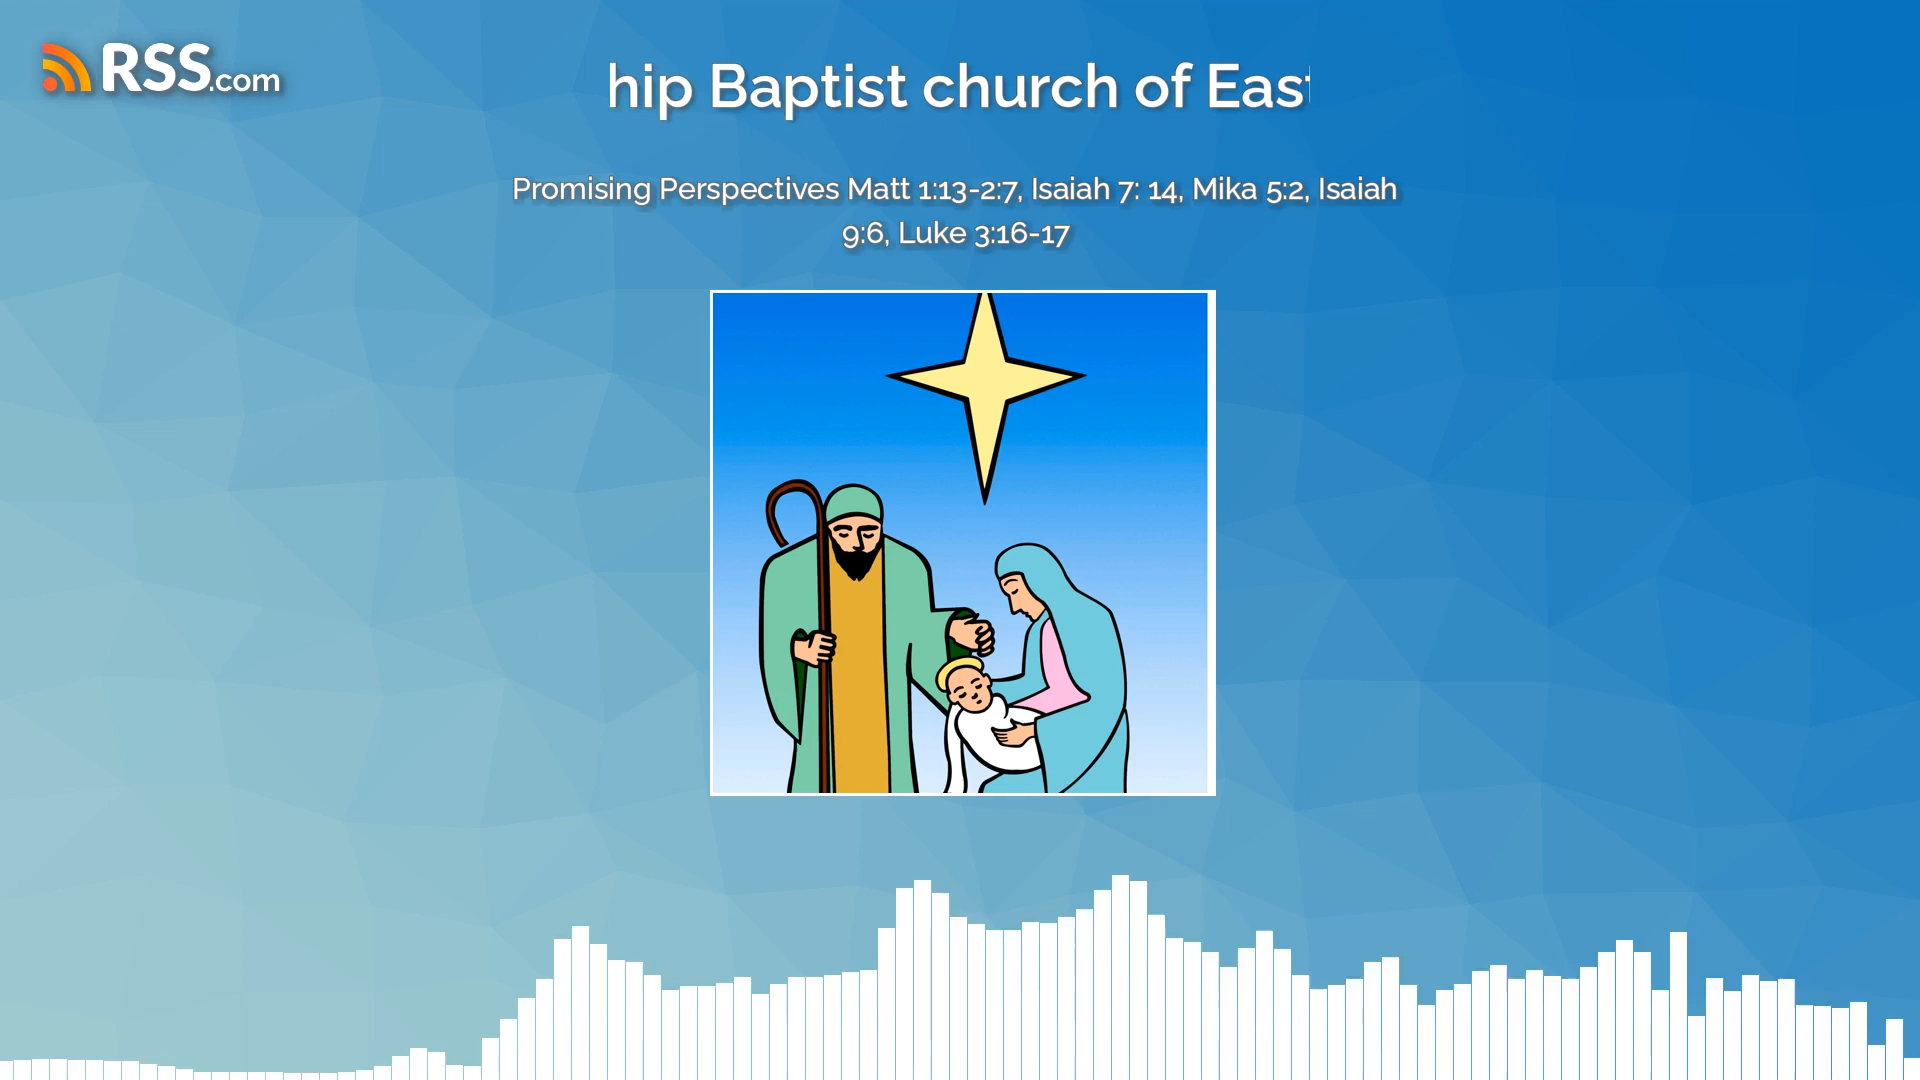 RSS.com
hip Baptist church of East
Promising Perspectives Matt 1:13-2:7, Isaiah 7: 14, Mika 5:2, Isaiah
9:6, Luke 3:16-17